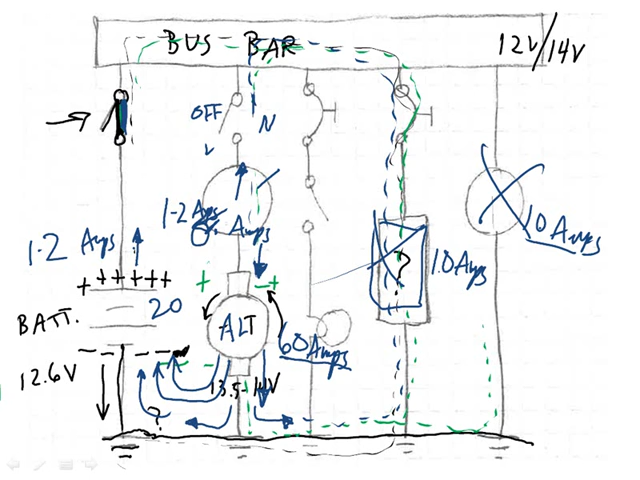 BUS BAR
12V/14V
OFF
N
1-2 Amps
1-2 Amps
Amps
10 Amps
?
10 Amps
+ + + + + +
+
- +
20
BATT.
ALT
60 Amps
12.6V
13.5-14V
?